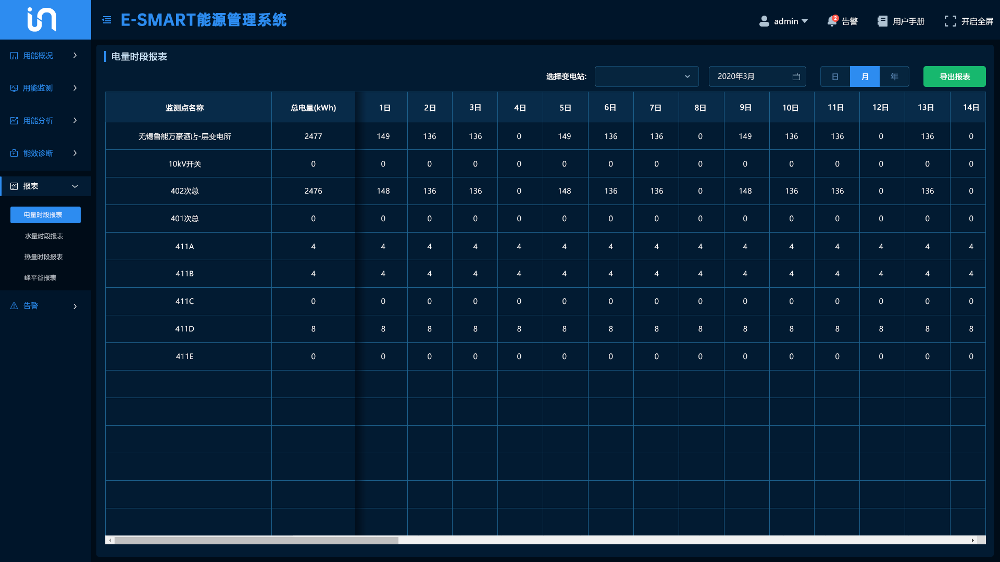 in
E-SMART能源管理系统
admin
2
告警
用户手册
开启全屏
用能概况
用能监测
用能分析
能效诊断
报表
电量时段报表
水量时段报表
热量时段报表
峰平谷报表
告警
电量时段报表
选择变电站:
2020年3月
日 月 年
导出报表
监测点名称 总电量(kWh) 1日 2日 3日 4日 5日 6日 7日 8日 9日 10日 11日 12日 13日 14日
无锡鲁能万豪酒店-层变电所 2477 149 136 136 0 149 136 136 0 149 136 136 0 136 0
10kV开关 0 0 0 0 0 0 0 0 0 0 0 0 0 0 0
402次总 2476 148 136 136 0 148 136 136 0 148 136 136 0 136 0
401次总 0 0 0 0 0 0 0 0 0 0 0 0 0 0 0
411A 4 4 4 4 4 4 4 4 4 4 4 4 4 4 4
411B 4 4 4 4 4 4 4 4 4 4 4 4 4 4 4
411C 0 0 0 0 0 0 0 0 0 0 0 0 0 0 0
411D 8 8 8 8 8 8 8 8 8 8 8 8 8 8 8
411E 0 0 0 0 0 0 0 0 0 0 0 0 0 0 0